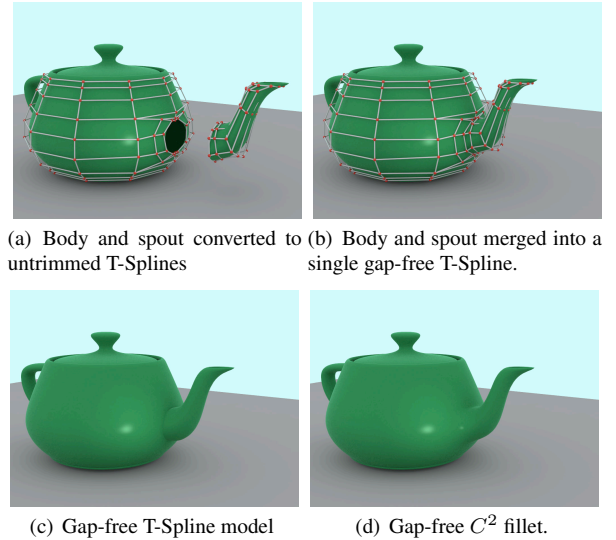 (a) Body and spout converted to
untrimmed T-Splines
(b) Body and spout merged into a
single gap-free T-Spline.
(c) Gap-free T-Spline model
(d) Gap-free C² fillet.